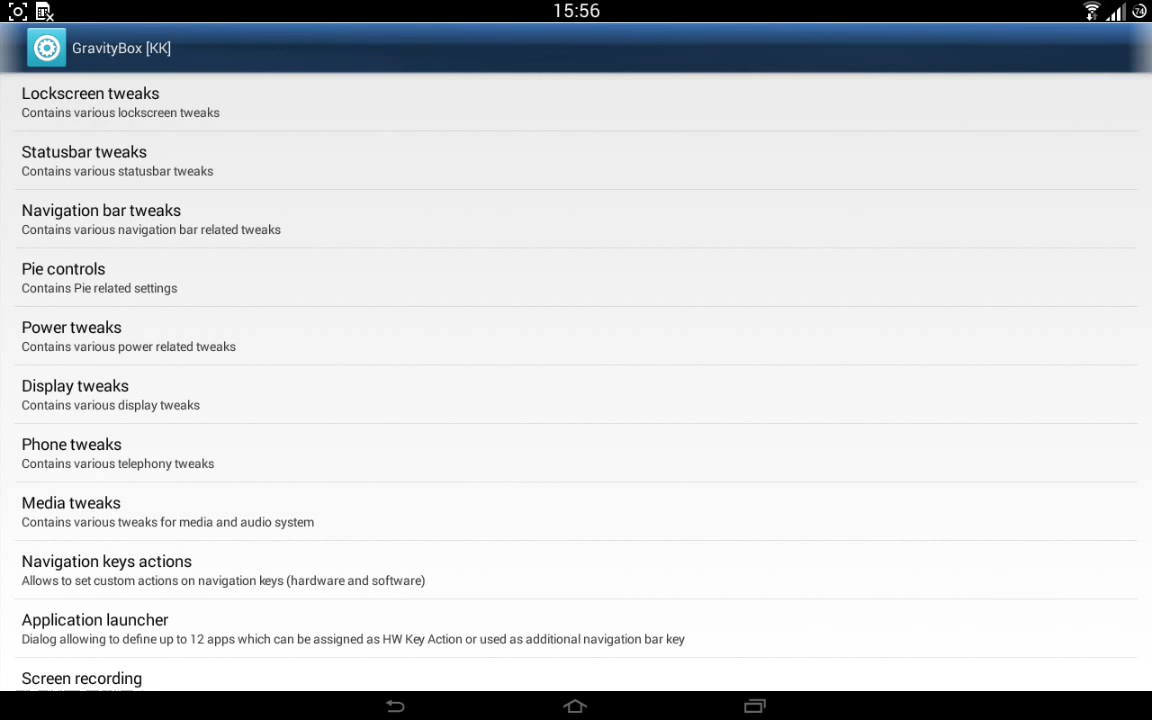 15:56
74
GravityBox [KK]
Lockscreen tweaks
Contains various lockscreen tweaks
Statusbar tweaks
Contains various statusbar tweaks
Navigation bar tweaks
Contains various navigation bar related tweaks
Pie controls
Contains Pie related settings
Power tweaks
Contains various power related tweaks
Display tweaks
Contains various display tweaks
Phone tweaks
Contains various telephony tweaks
Media tweaks
Contains various tweaks for media and audio system
Navigation keys actions
Allows to set custom actions on navigation keys (hardware and software)
Application launcher
Dialog allowing to define up to 12 apps which can be assigned as HW Key Action or used as additional navigation bar key
Screen recording